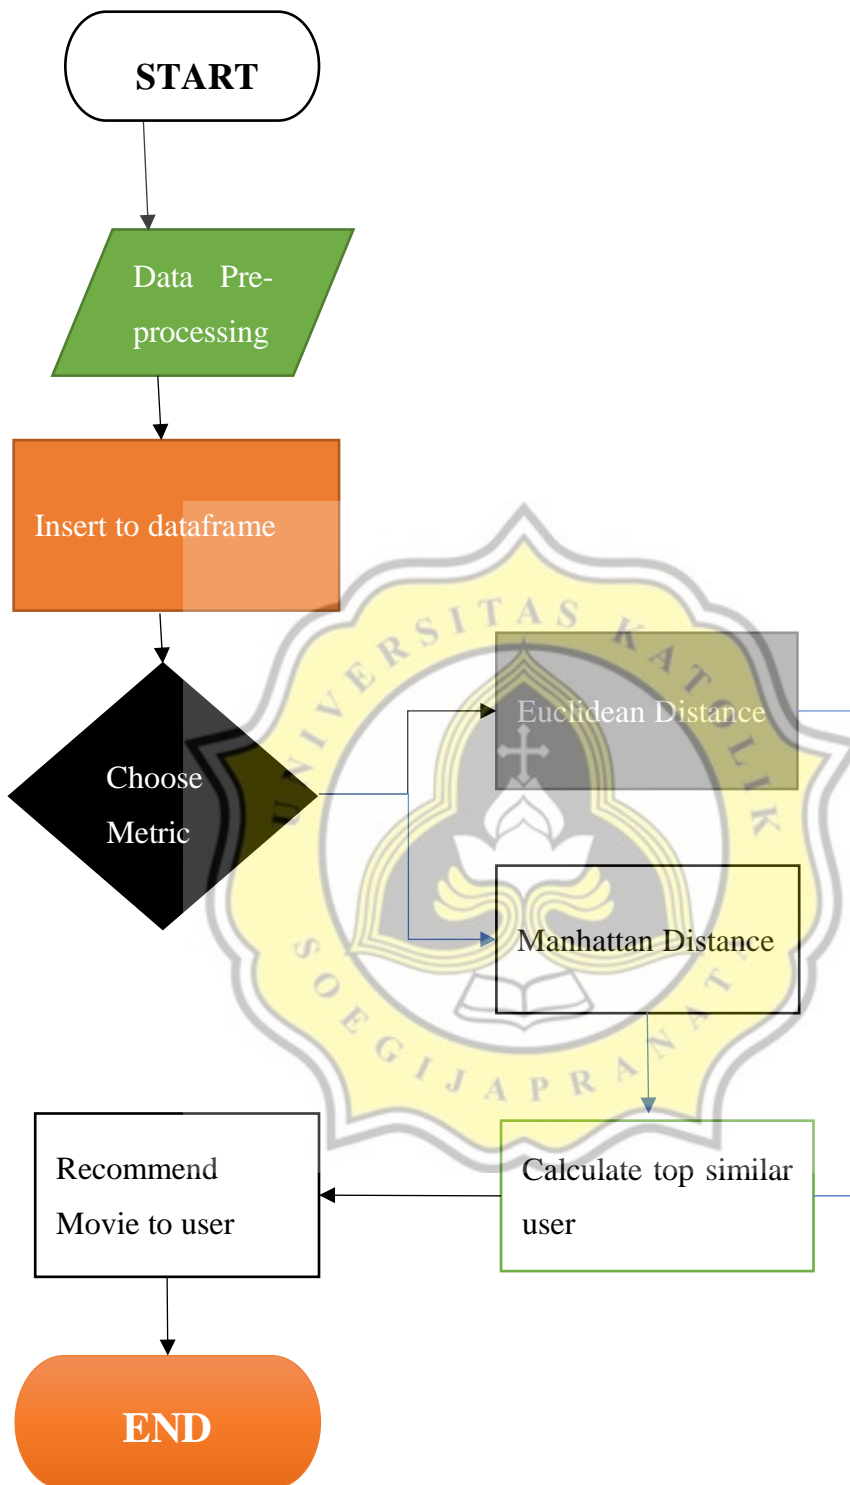 START
Data Pre-
processing
Insert to dataframe
Choose
Metric
Euclidean Distance
Manhattan Distance
UNIVERSITAS KATOLIK
SOEGIJAPRANATA
Calculate top similar
user
Recommend
Movie to user
END